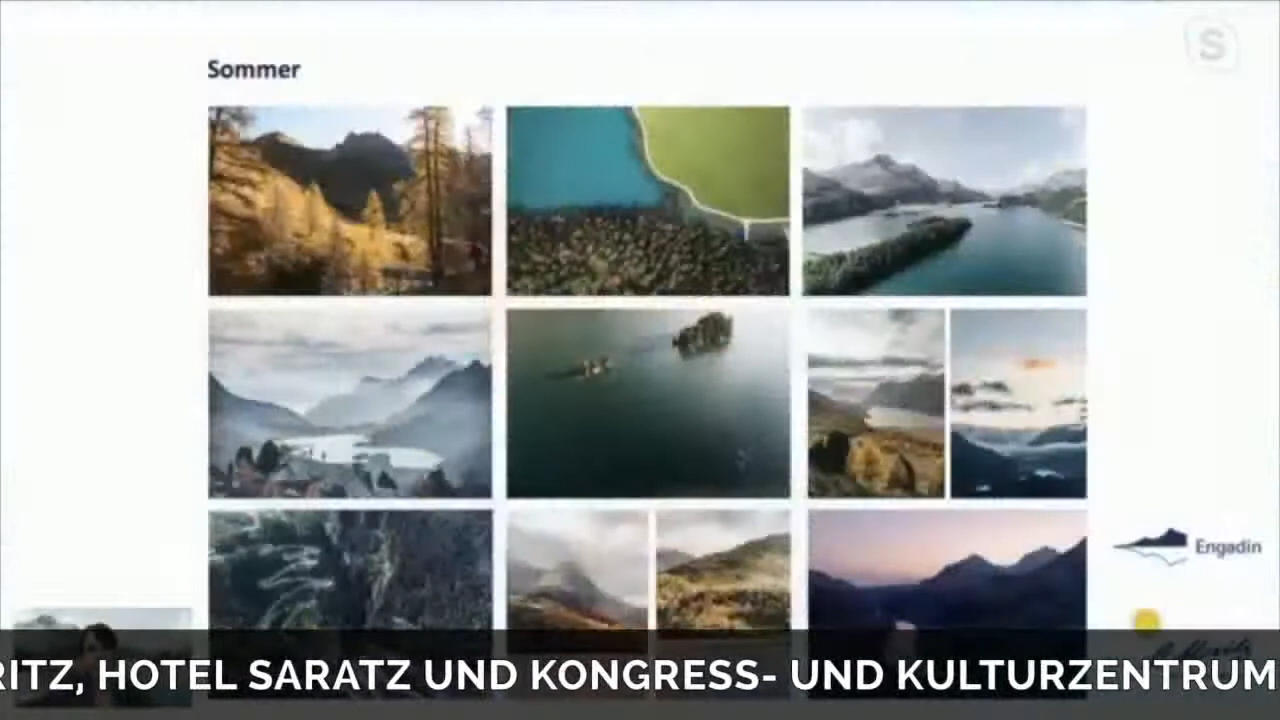 S
Sommer
Engadin
RITZ, HOTEL SARATZ UND KONGRESS- UND KULTURZENTRUM